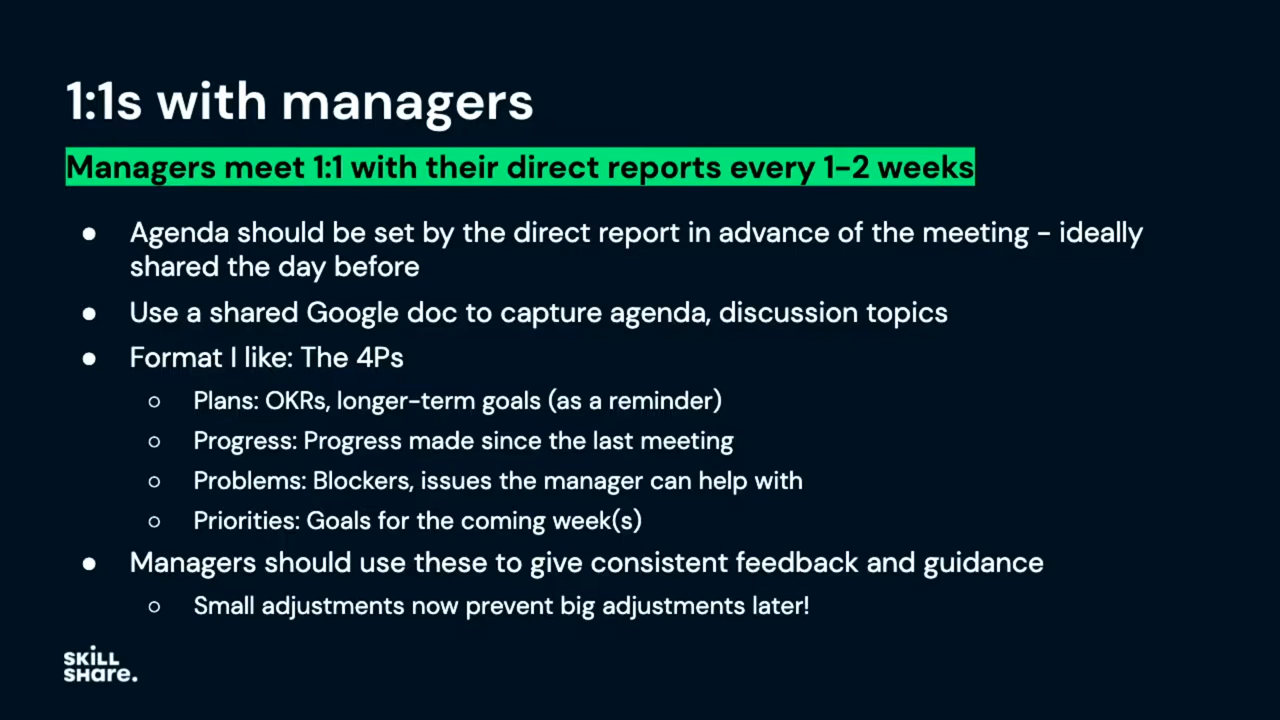 1:1s with managers
Managers meet 1:1 with their direct reports every 1–2 weeks
● Agenda should be set by the direct report in advance of the meeting – ideally
shared the day before
● Use a shared Google doc to capture agenda, discussion topics
● Format I like: The 4Ps
○ Plans: OKRs, longer-term goals (as a reminder)
○ Progress: Progress made since the last meeting
○ Problems: Blockers, issues the manager can help with
○ Priorities: Goals for the coming week(s)
● Managers should use these to give consistent feedback and guidance
○ Small adjustments now prevent big adjustments later!
SKiLL
SHare.